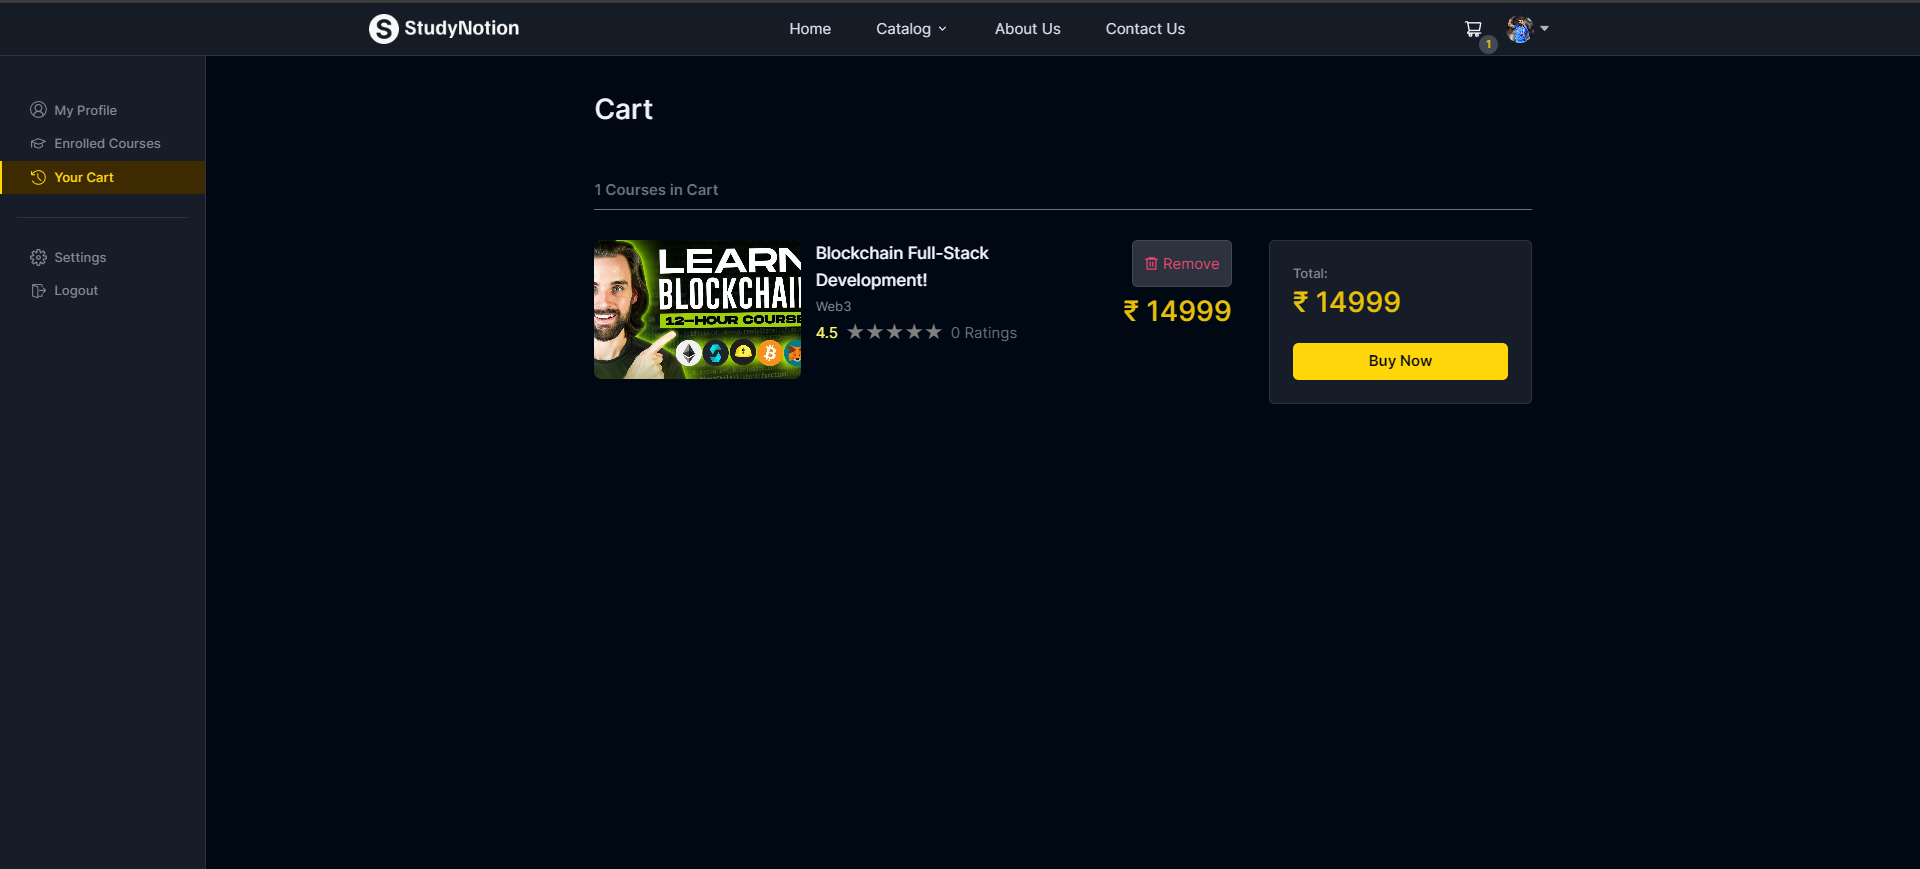 StudyNotion
Home
Catalog
About Us
Contact Us
1
My Profile
Enrolled Courses
Your Cart
Settings
Logout
Cart
1 Courses in Cart
LEARN
BLOCKCHAIN
12-HOUR COURSE
Blockchain Full-Stack
Development!
Web3
4.5 ★★★★★ 0 Ratings
Remove
₹ 14999
Total:
₹ 14999
Buy Now